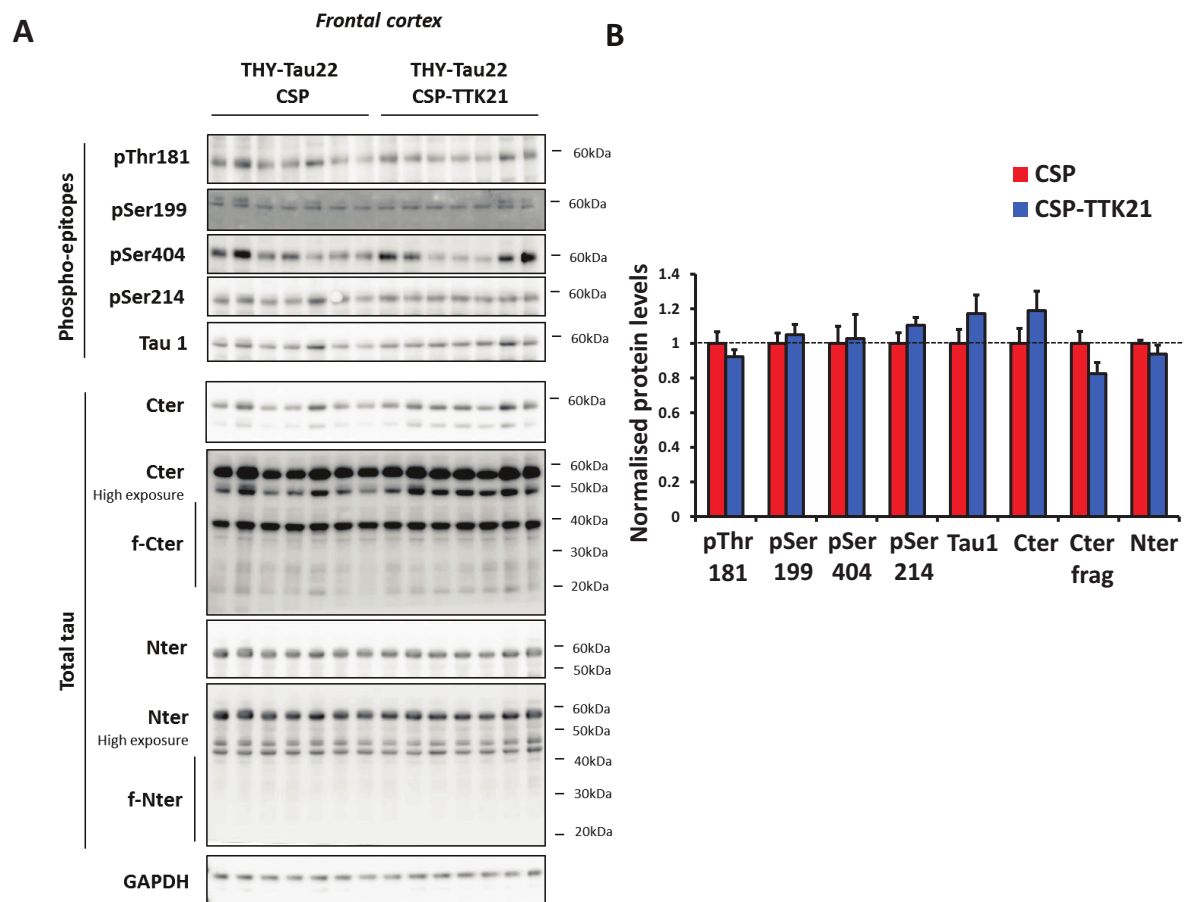 A
Frontal cortex
THY-Tau22
CSP
THY-Tau22
CSP-TTK21
Phospho-epitopes
pThr181
60kDa
pSer199
60kDa
pSer404
60kDa
pSer214
60kDa
Tau 1
60kDa
Total tau
Cter
60kDa
Cter
High exposure
f-Cter
60kDa
50kDa
40kDa
30kDa
20kDa
Nter
60kDa
50kDa
Nter
High exposure
f-Nter
60kDa
50kDa
40kDa
30kDa
20kDa
GAPDH
B
CSP
CSP-TTK21
Normalised protein levels
1.4
1.2
1
0.8
0.6
0.4
0.2
0
pThr
181
pSer
199
pSer
404
pSer
214
Tau1
Cter
Cter
frag
Nter